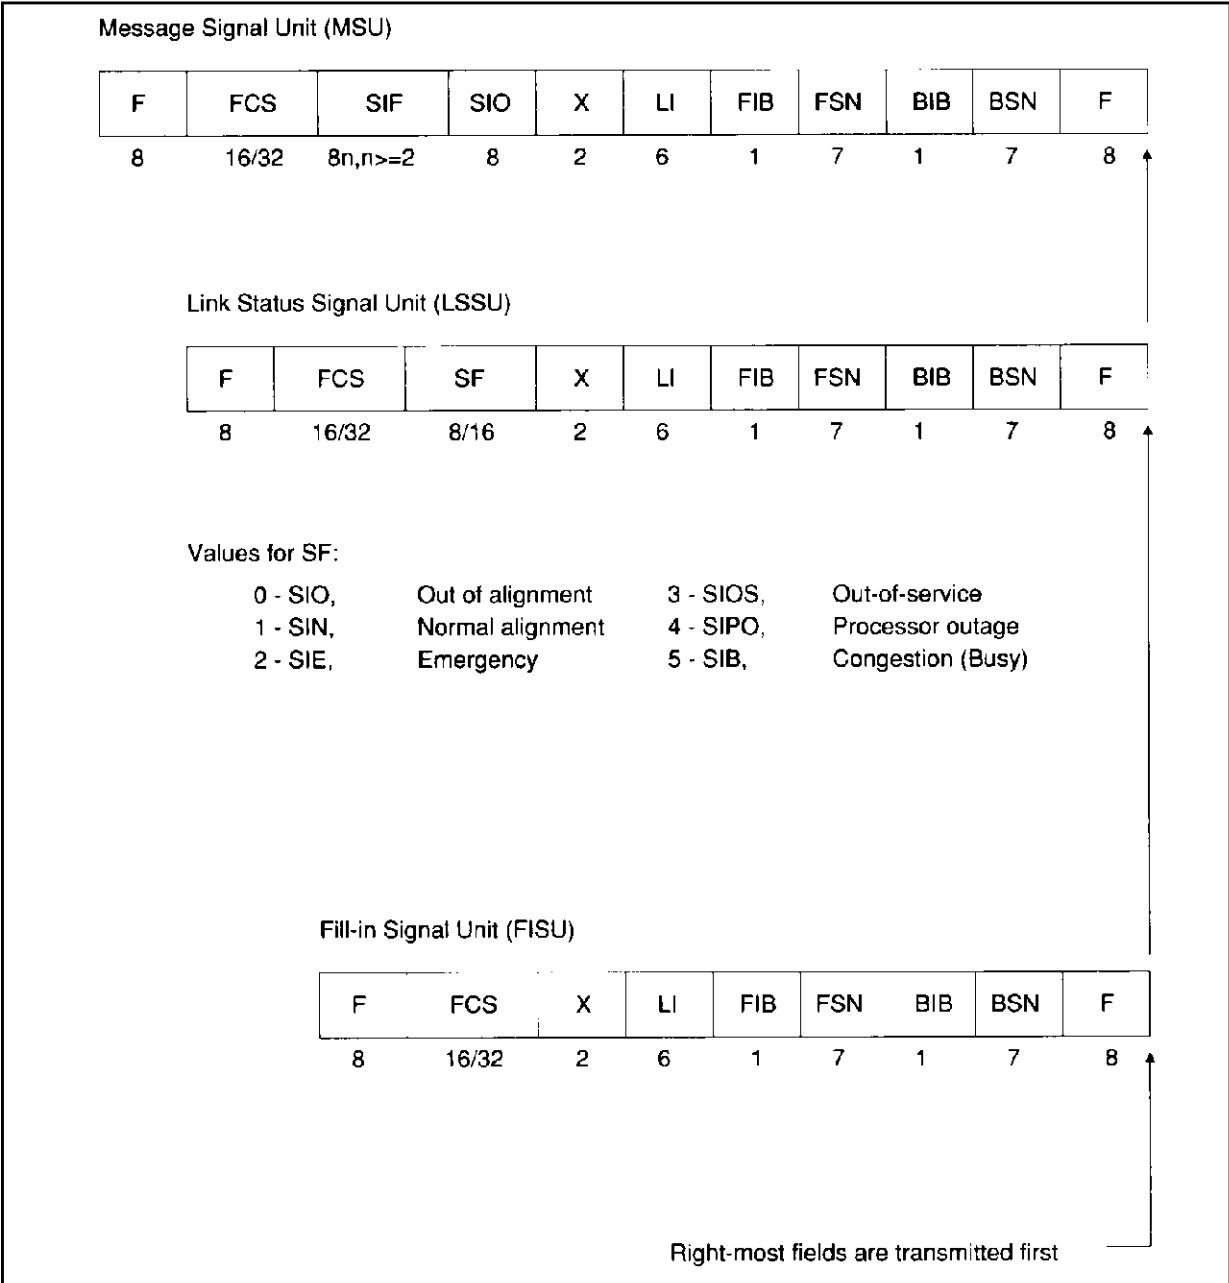 Message Signal Unit (MSU)
F FCS SIF SIO X LI FIB FSN BIB BSN F
8 16/32 8n,n>=2 8 2 6 1 7 1 7 8
Link Status Signal Unit (LSSU)
F FCS SF X LI FIB FSN BIB BSN F
8 16/32 8/16 2 6 1 7 1 7 8
Values for SF:
0 - SIO, Out of alignment 3 - SIOS, Out-of-service
1 - SIN, Normal alignment 4 - SIPO, Processor outage
2 - SIE, Emergency 5 - SIB, Congestion (Busy)
Fill-in Signal Unit (FISU)
F FCS X LI FIB FSN BIB BSN F
8 16/32 2 6 1 7 1 7 8
Right-most fields are transmitted first